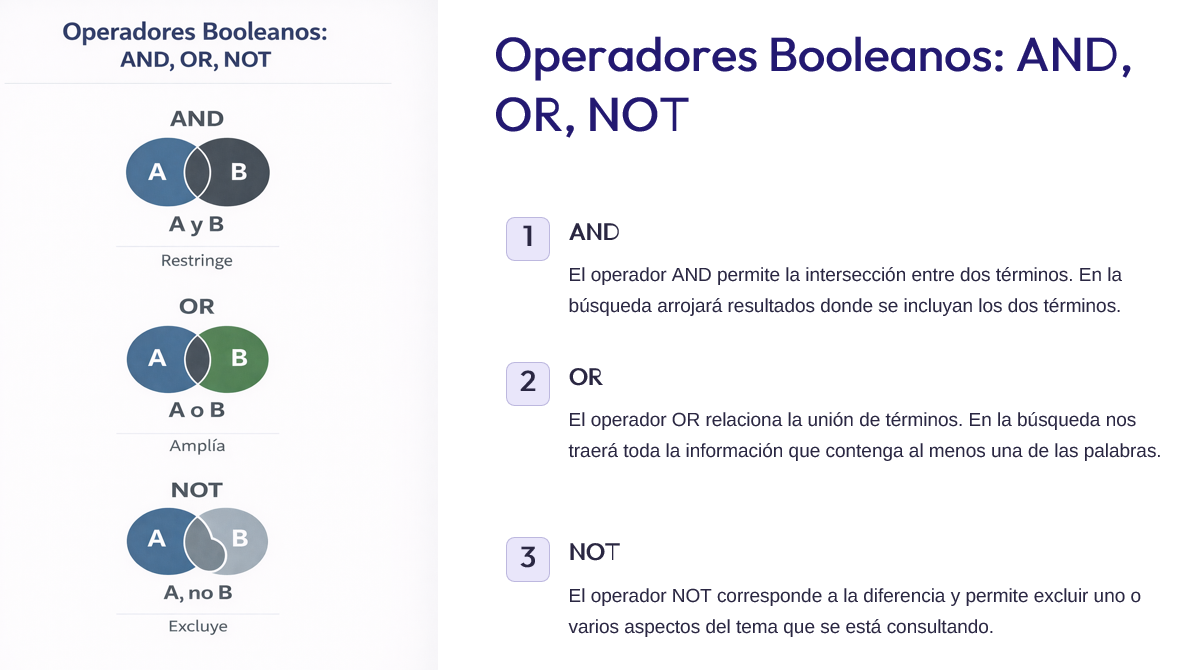 Operadores Booleanos:
AND, OR, NOT
AND
A B
A y B
Restringe
OR
A B
A o B
Amplía
NOT
A B
A, no B
Excluye
Operadores Booleanos: AND,
OR, NOT
1 AND
El operador AND permite la intersección entre dos términos. En la
búsqueda arrojará resultados donde se incluyan los dos términos.
2 OR
El operador OR relaciona la unión de términos. En la búsqueda nos
traerá toda la información que contenga al menos una de las palabras.
3 NOT
El operador NOT corresponde a la diferencia y permite excluir uno o
varios aspectos del tema que se está consultando.